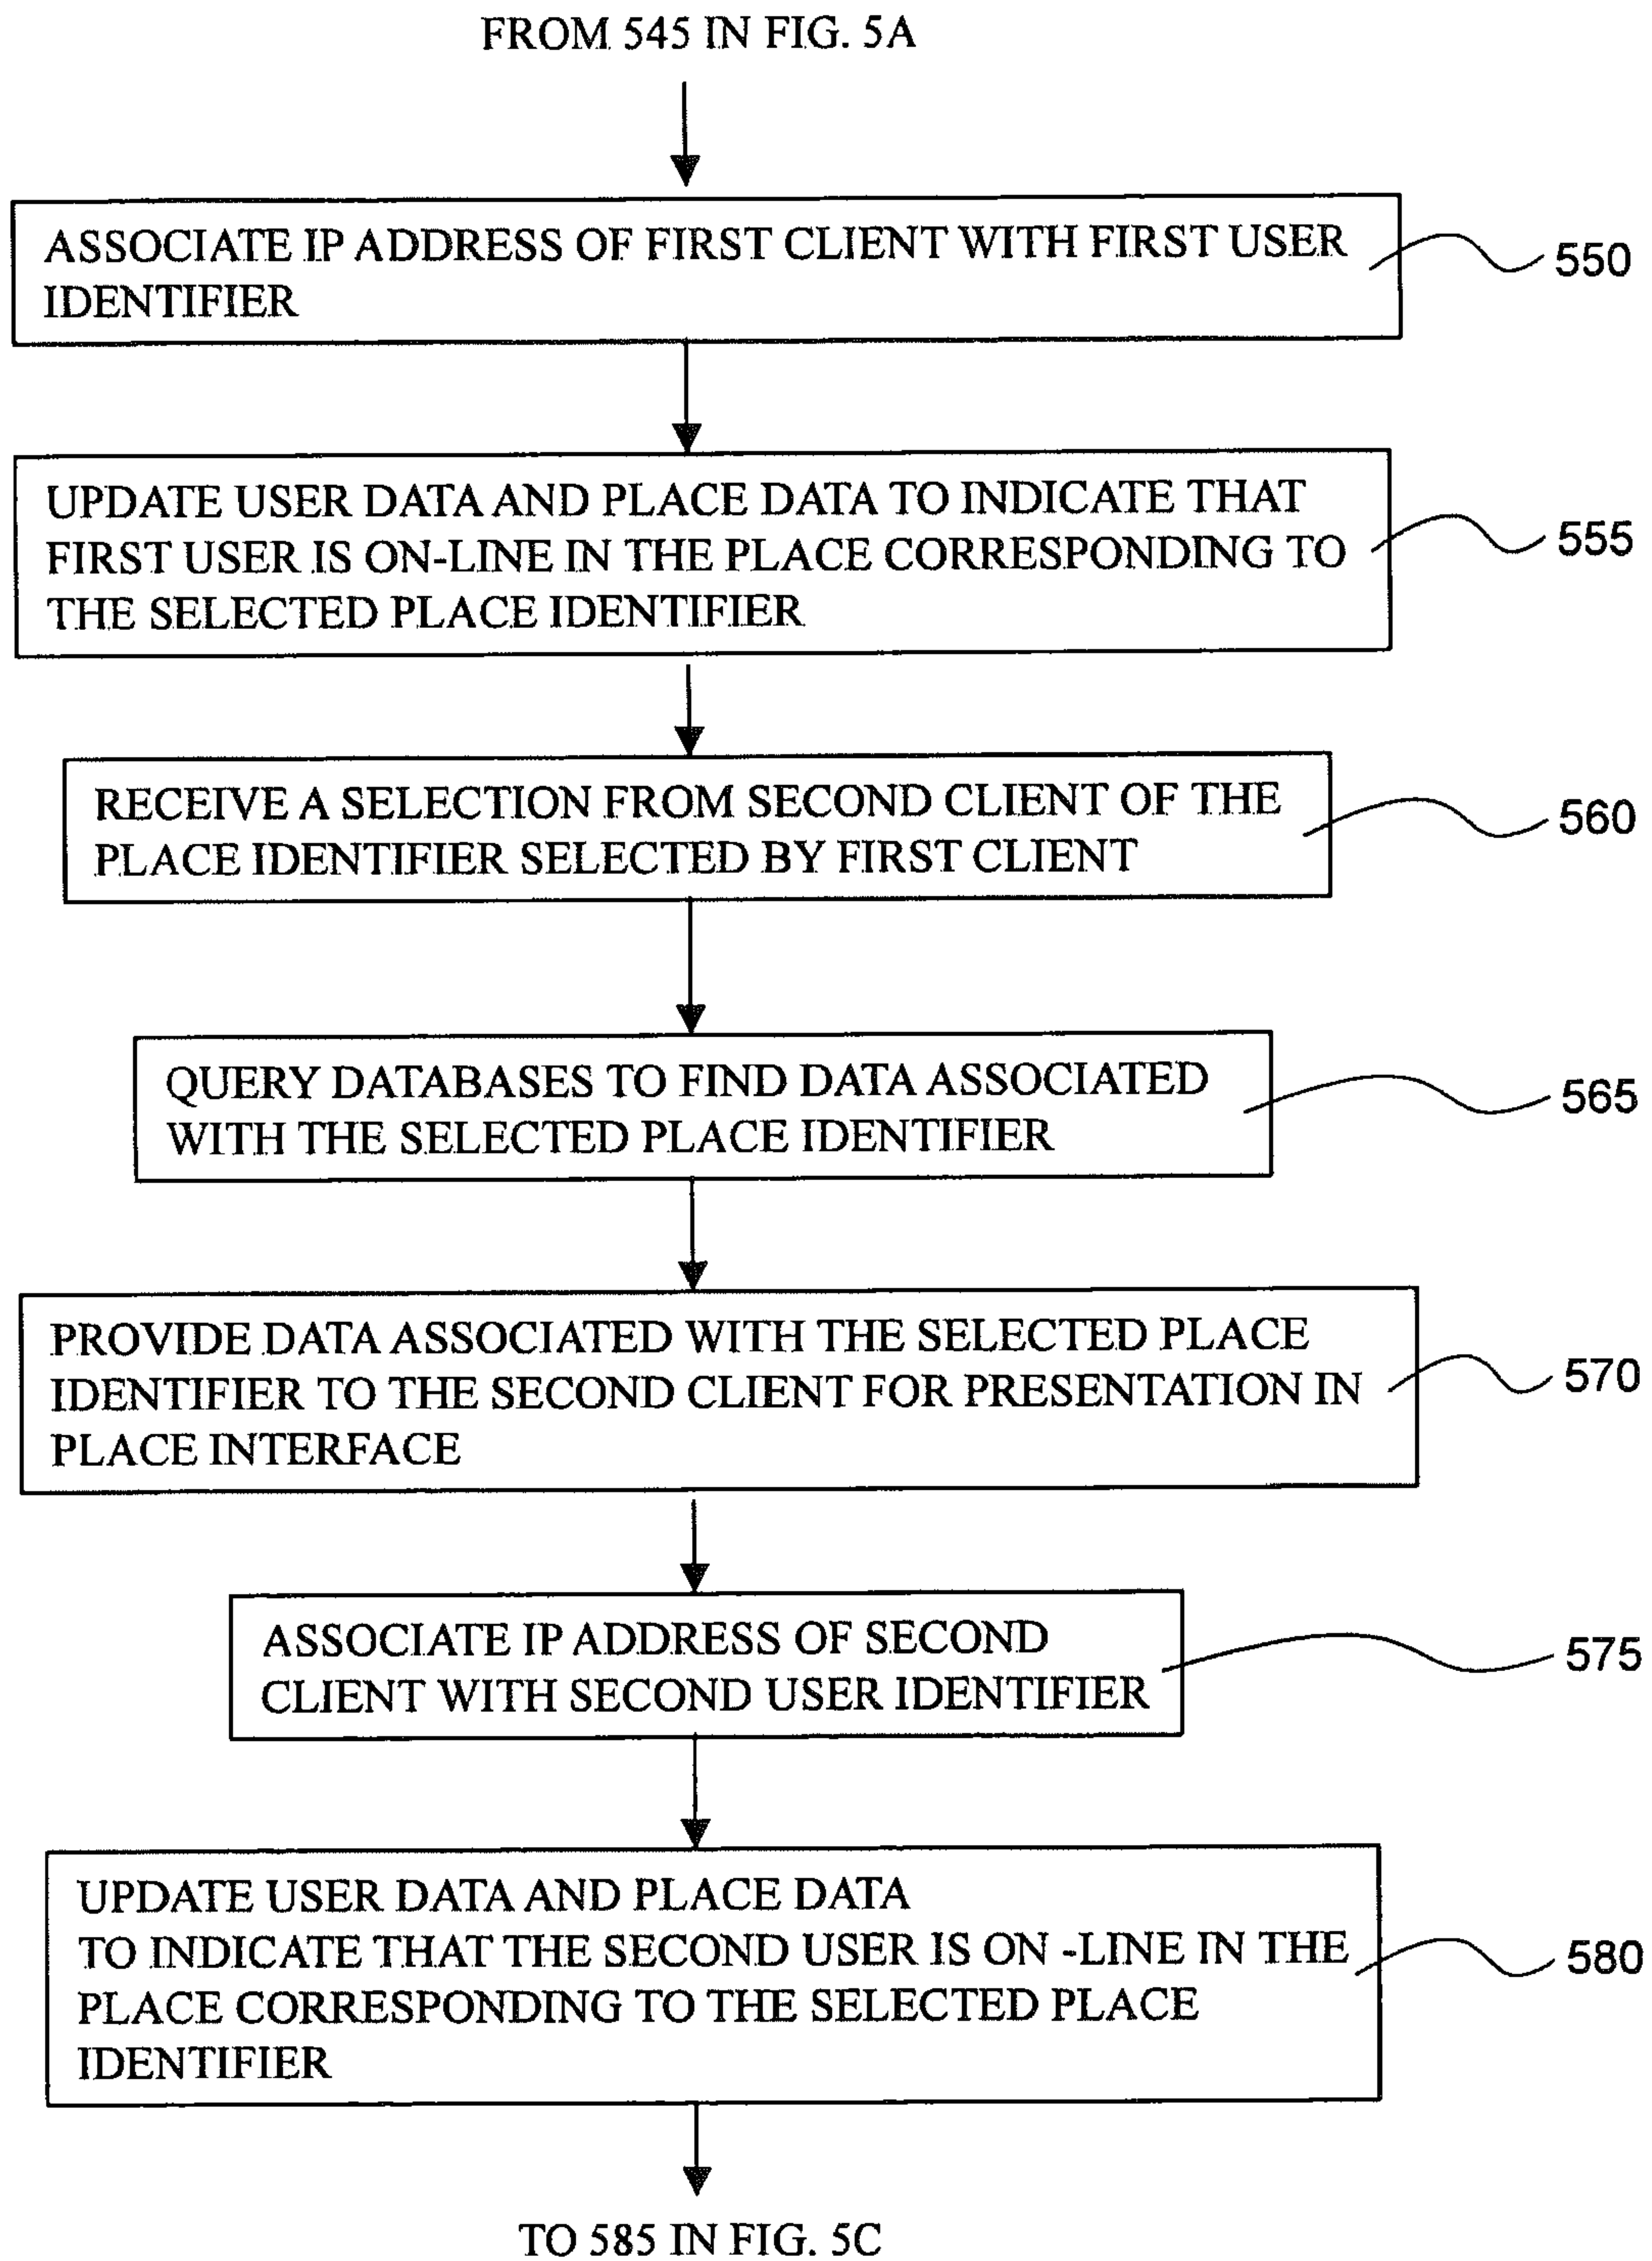 FROM 545 IN FIG. 5A
ASSOCIATE IP ADDRESS OF FIRST CLIENT WITH FIRST USER
IDENTIFIER
550
UPDATE USER DATA AND PLACE DATA TO INDICATE THAT
FIRST USER IS ON-LINE IN THE PLACE CORRESPONDING TO
THE SELECTED PLACE IDENTIFIER
555
RECEIVE A SELECTION FROM SECOND CLIENT OF THE
PLACE IDENTIFIER SELECTED BY FIRST CLIENT
560
QUERY DATABASES TO FIND DATA ASSOCIATED
WITH THE SELECTED PLACE IDENTIFIER
565
PROVIDE DATA ASSOCIATED WITH THE SELECTED PLACE
IDENTIFIER TO THE SECOND CLIENT FOR PRESENTATION IN
PLACE INTERFACE
570
ASSOCIATE IP ADDRESS OF SECOND
CLIENT WITH SECOND USER IDENTIFIER
575
UPDATE USER DATA AND PLACE DATA
TO INDICATE THAT THE SECOND USER IS ON -LINE IN THE
PLACE CORRESPONDING TO THE SELECTED PLACE
IDENTIFIER
580
TO 585 IN FIG. 5C